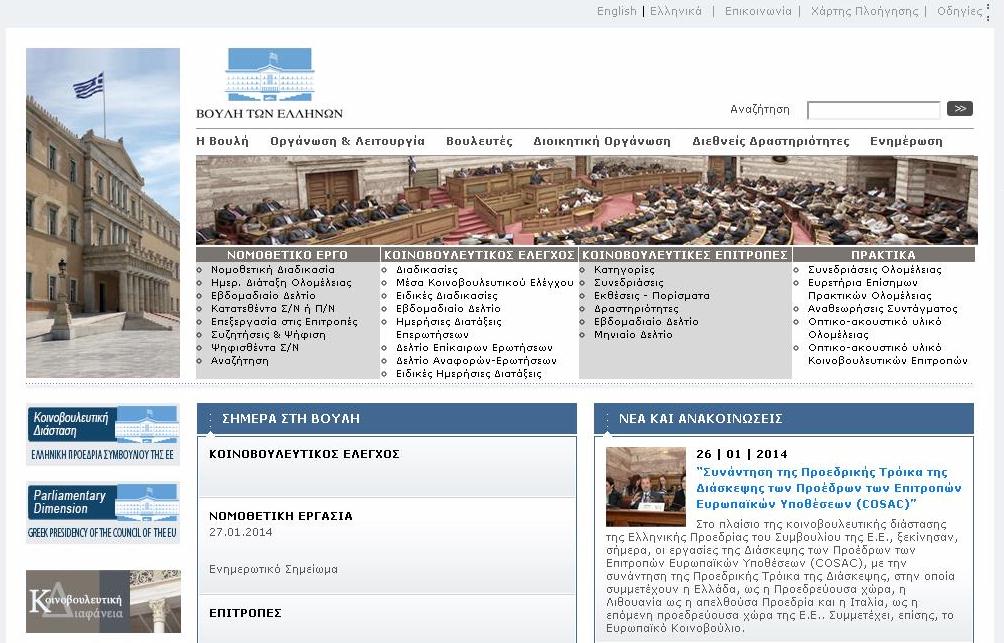 English | Ελληνικά | Επικοινωνία | Χάρτης Πλοήγησης | Οδηγίες
ΒΟΥΛΗ ΤΩΝ ΕΛΛΗΝΩΝ
Αναζήτηση >>
Η Βουλή Οργάνωση & Λειτουργία Βουλευτές Διοικητική Οργάνωση Διεθνείς Δραστηριότητες Ενημέρωση
ΝΟΜΟΘΕΤΙΚΟ ΕΡΓΟ
Νομοθετική Διαδικασία
Ημερ. Διάταξη Ολομέλειας
Εβδομαδιαίο Δελτίο
Κατατεθέντα Σ/Ν ή Π/Ν
Επεξεργασία στις Επιτροπές
Συζητήσεις & Ψήφιση
Ψηφισθέντα Σ/Ν
Αναζήτηση
ΚΟΙΝΟΒΟΥΛΕΥΤΙΚΟΣ ΕΛΕΓΧΟΣ
Διαδικασίες
Μέσα Κοινοβουλευτικού Ελέγχου
Ειδικές Διαδικασίες
Εβδομαδιαίο Δελτίο
Ημερήσιες Διατάξεις
Επερωτήσεων
Δελτίο Επίκαιρων Ερωτήσεων
Δελτίο Αναφορών-Ερωτήσεων
Ειδικές Ημερήσιες Διατάξεις
ΚΟΙΝΟΒΟΥΛΕΥΤΙΚΕΣ ΕΠΙΤΡΟΠΕΣ
Κατηγορίες
Συνεδριάσεις
Εκθέσεις - Πορίσματα
Δραστηριότητες
Εβδομαδιαίο Δελτίο
Μηνιαίο Δελτίο
ΠΡΑΚΤΙΚΑ
Συνεδριάσεις Ολομέλειας
Ευρετήρια Επίσημων
Πρακτικών Ολομέλειας
Αναθεωρήσεις Συντάγματος
Οπτικο-ακουστικό υλικό
Ολομέλειας
Οπτικο-ακουστικό υλικό
Κοινοβουλευτικών Επιτροπών
Κοινοβουλευτική
Διάσταση
ΕΛΛΗΝΙΚΗ ΠΡΟΕΔΡΙΑ ΣΥΜΒΟΥΛΙΟΥ ΤΗΣ ΕΕ
Parliamentary
Dimension
GREEK PRESIDENCY OF THE COUNCIL OF THE EU
Κοινοβουλευτική
Διαφάνεια
ΣΗΜΕΡΑ ΣΤΗ ΒΟΥΛΗ
ΚΟΙΝΟΒΟΥΛΕΥΤΙΚΟΣ ΕΛΕΓΧΟΣ
ΝΟΜΟΘΕΤΙΚΗ ΕΡΓΑΣΙΑ
27.01.2014
Ενημερωτικό Σημείωμα
ΕΠΙΤΡΟΠΕΣ
ΝΕΑ ΚΑΙ ΑΝΑΚΟΙΝΩΣΕΙΣ
26 | 01 | 2014
"Συνάντηση της Προεδρικής Τρόικα της
Διάσκεψης των Προέδρων των Επιτροπών
Ευρωπαϊκών Υποθέσεων (COSAC)"
Στο πλαίσιο της κοινοβουλευτικής διάστασης
της Ελληνικής Προεδρίας του Συμβουλίου της Ε.Ε., ξεκίνησαν,
σήμερα, οι εργασίες της Διάσκεψης των Προέδρων των
Επιτροπών Ευρωπαϊκών Υποθέσεων (COSAC), με την
συνάντηση της Προεδρικής Τρόικα της Διάσκεψης, στην οποία
συμμετέχουν η Ελλάδα, ως η Προεδρεύουσα χώρα, η
Λιθουανία ως η απελθούσα Προεδρία και η Ιταλία, ως η
επόμενη προεδρεύουσα χώρα της Ε.Ε.. Συμμετέχει, επίσης, το
Ευρωπαϊκό Κοινοβούλιο.